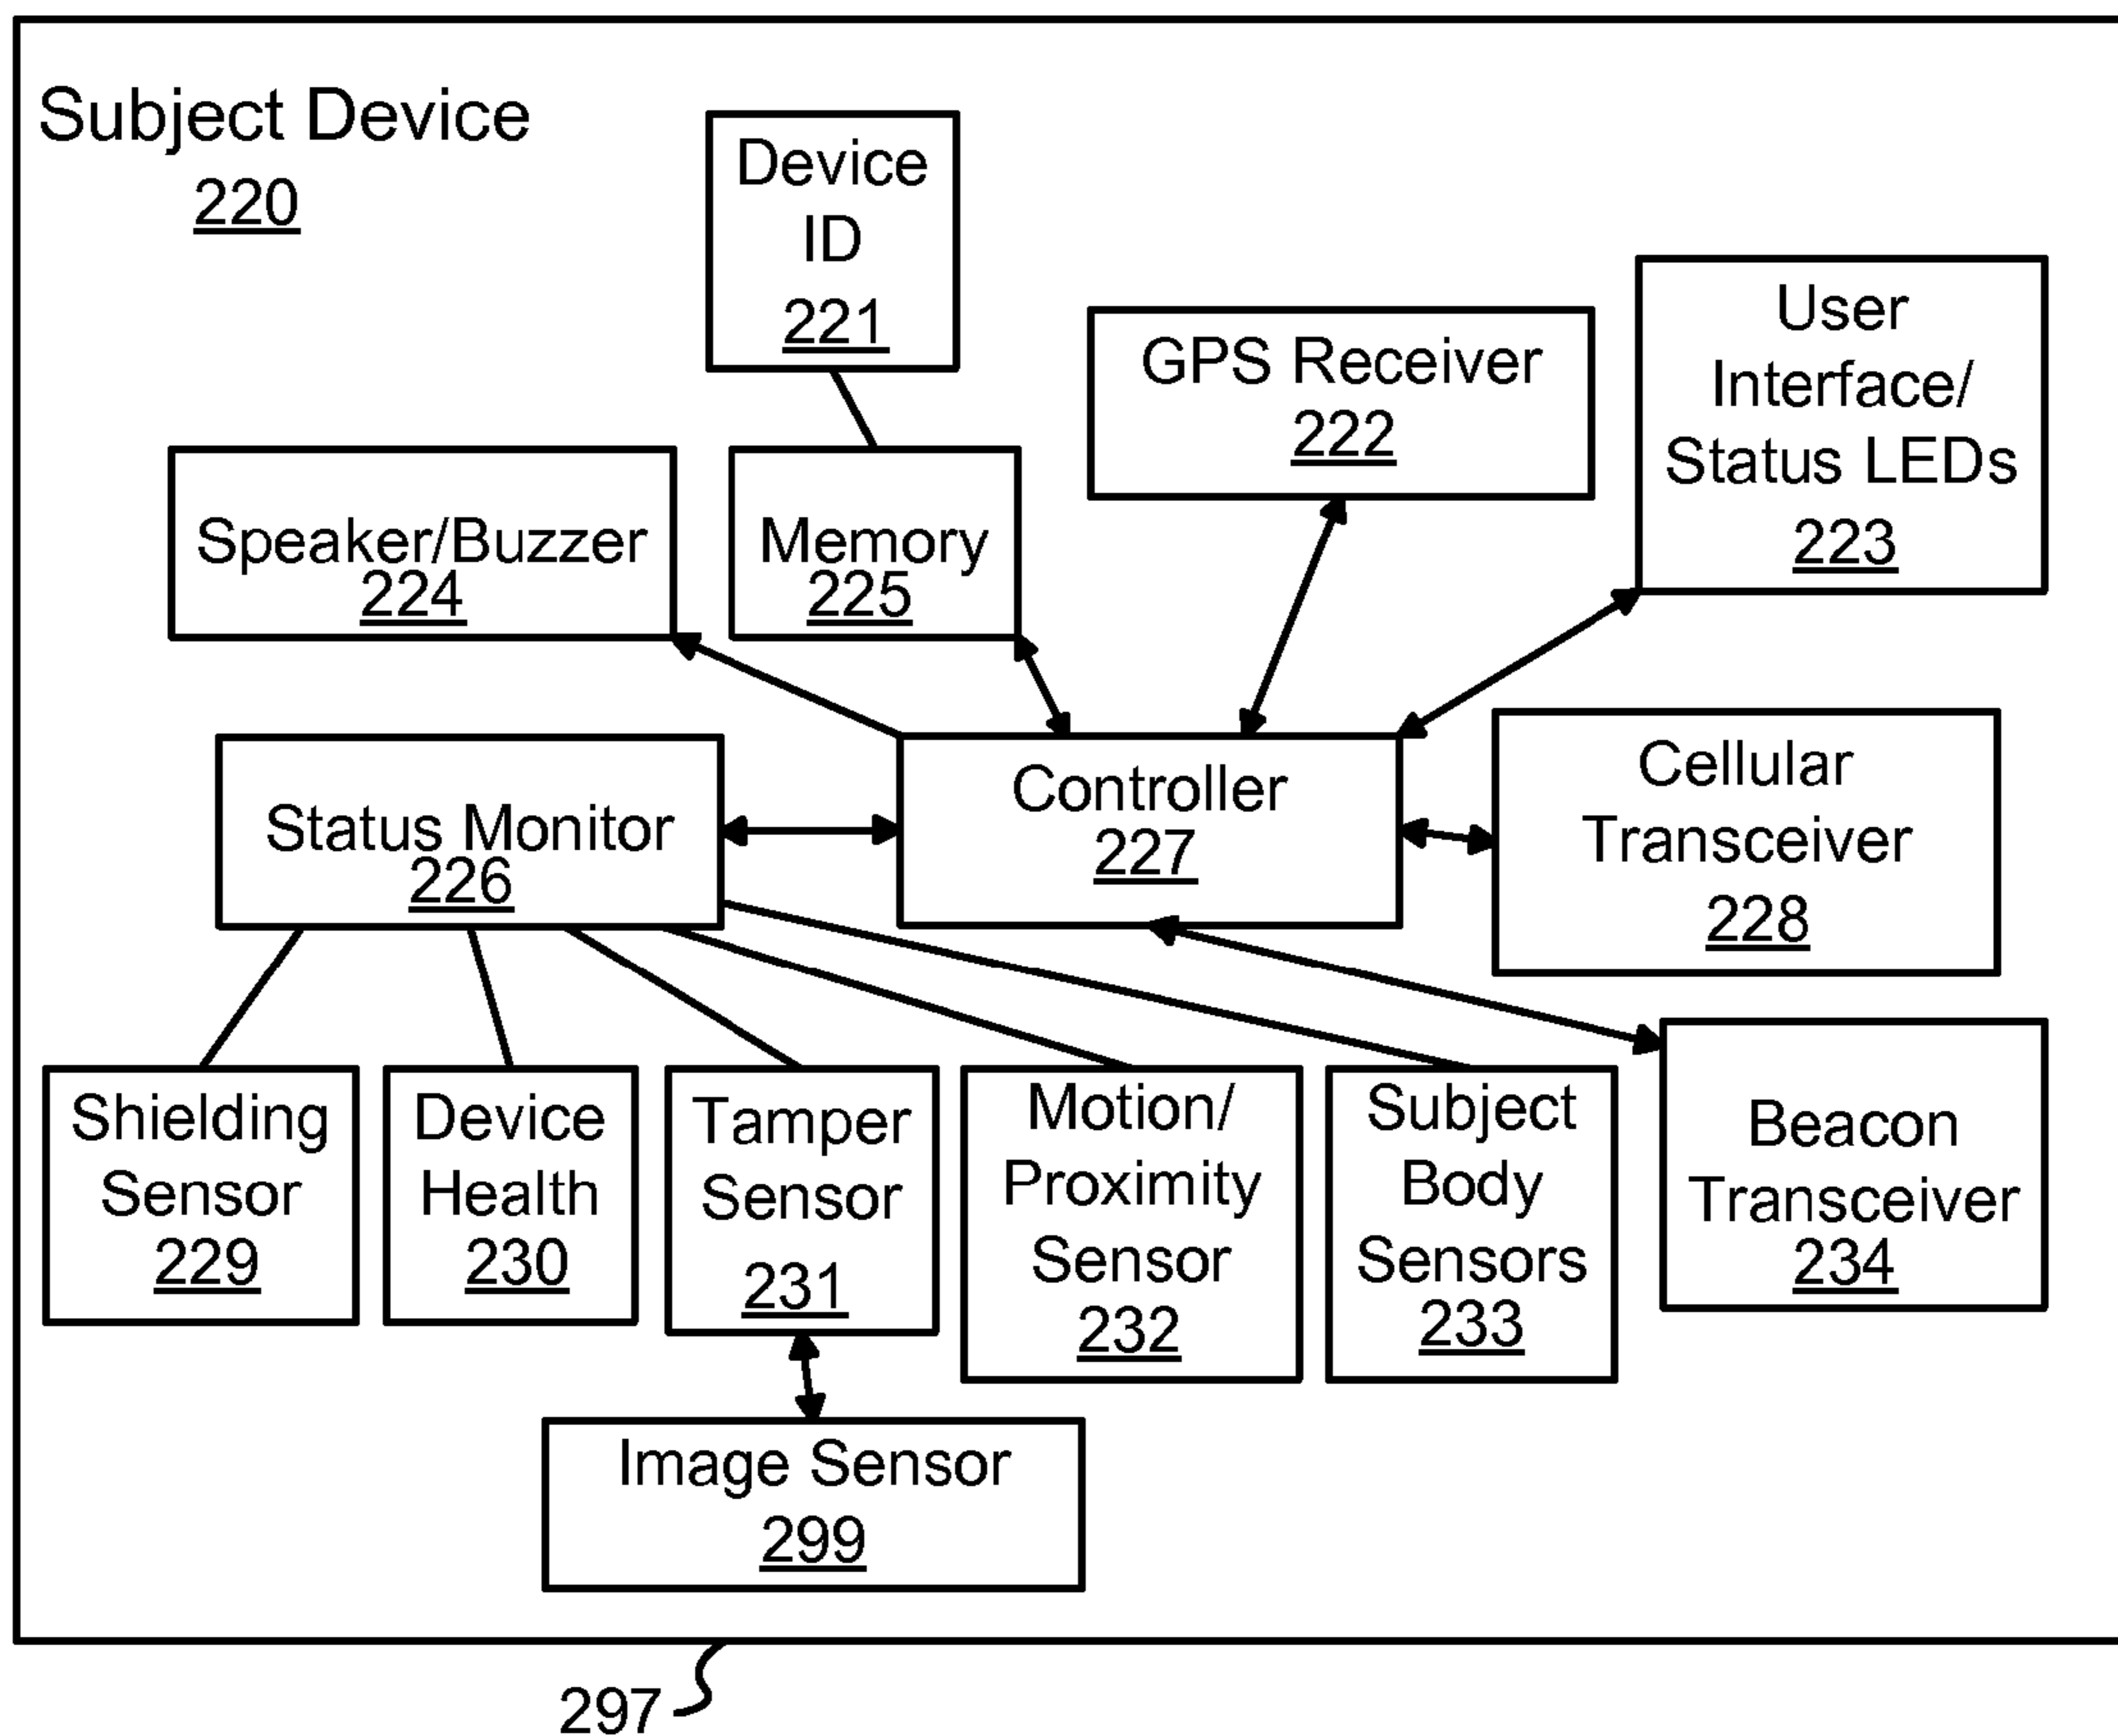 Subject Device
220
Device
ID
221
GPS Receiver
222
User
Interface/
Status LEDs
223
Speaker/Buzzer
224
Memory
225
Status Monitor
226
Controller
227
Cellular
Transceiver
228
Shielding
Sensor
229
Device
Health
230
Tamper
Sensor
231
Motion/
Proximity
Sensor
232
Subject
Body
Sensors
233
Beacon
Transceiver
234
Image Sensor
299
297